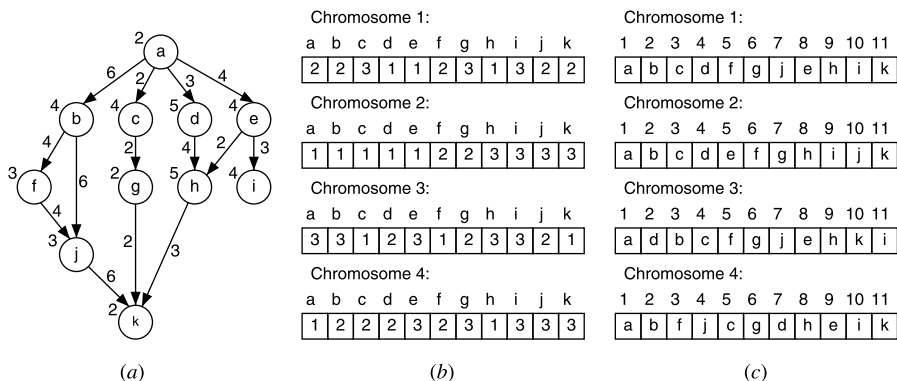 2 a
6 2 3 4
4 b 4 c 5 d 4 e
4 2 4 2 3
3 f 6 2 g 5 h 4 i
4
3 j 2 3
6
2 k
(a)
Chromosome 1:
a b c d e f g h i j k
2 2 3 1 1 2 3 1 3 2 2
Chromosome 2:
a b c d e f g h i j k
1 1 1 1 1 2 2 3 3 3 3
Chromosome 3:
a b c d e f g h i j k
3 3 1 2 3 1 2 3 3 2 1
Chromosome 4:
a b c d e f g h i j k
1 2 2 2 3 2 3 1 3 3 3
(b)
Chromosome 1:
1 2 3 4 5 6 7 8 9 10 11
a b c d f g j e h i k
Chromosome 2:
1 2 3 4 5 6 7 8 9 10 11
a b c d e f g h i j k
Chromosome 3:
1 2 3 4 5 6 7 8 9 10 11
a d b c f g j e h k i
Chromosome 4:
1 2 3 4 5 6 7 8 9 10 11
a b f j c g d h e i k
(c)